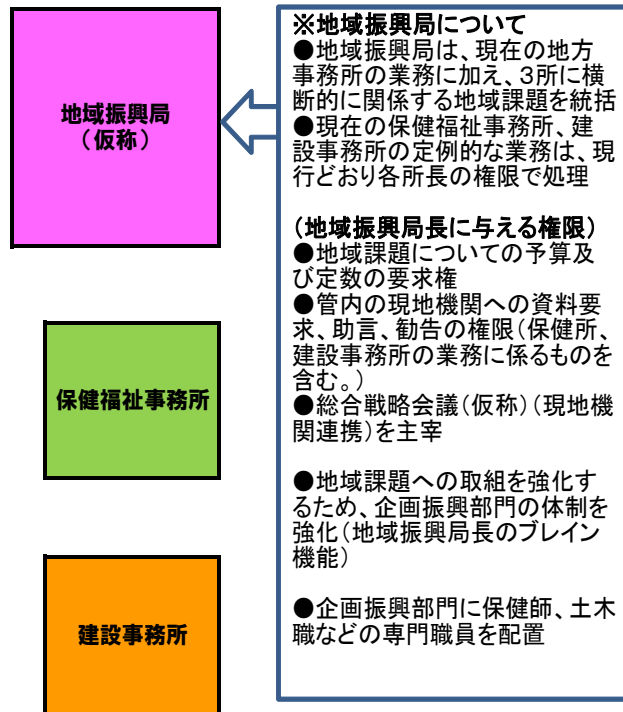 地域振興局
(仮称)
保健福祉事務所
建設事務所
※地域振興局について
●地域振興局は、現在の地方
事務所の業務に加え、3所に横
断的に関係する地域課題を統括
●現在の保健福祉事務所、建
設事務所の定例的な業務は、現
行どおり各所長の権限で処理
(地域振興局長に与える権限)
●地域課題についての予算及
び定数の要求権
●管内の現地機関への資料要
求、助言、勧告の権限(保健所、
建設事務所の業務に係るものを
含む。)
●総合戦略会議(仮称)(現地機
関連携)を主宰
●地域課題への取組を強化す
るため、企画振興部門の体制を
強化(地域振興局長のブレイン
機能)
●企画振興部門に保健師、土木
職などの専門職員を配置